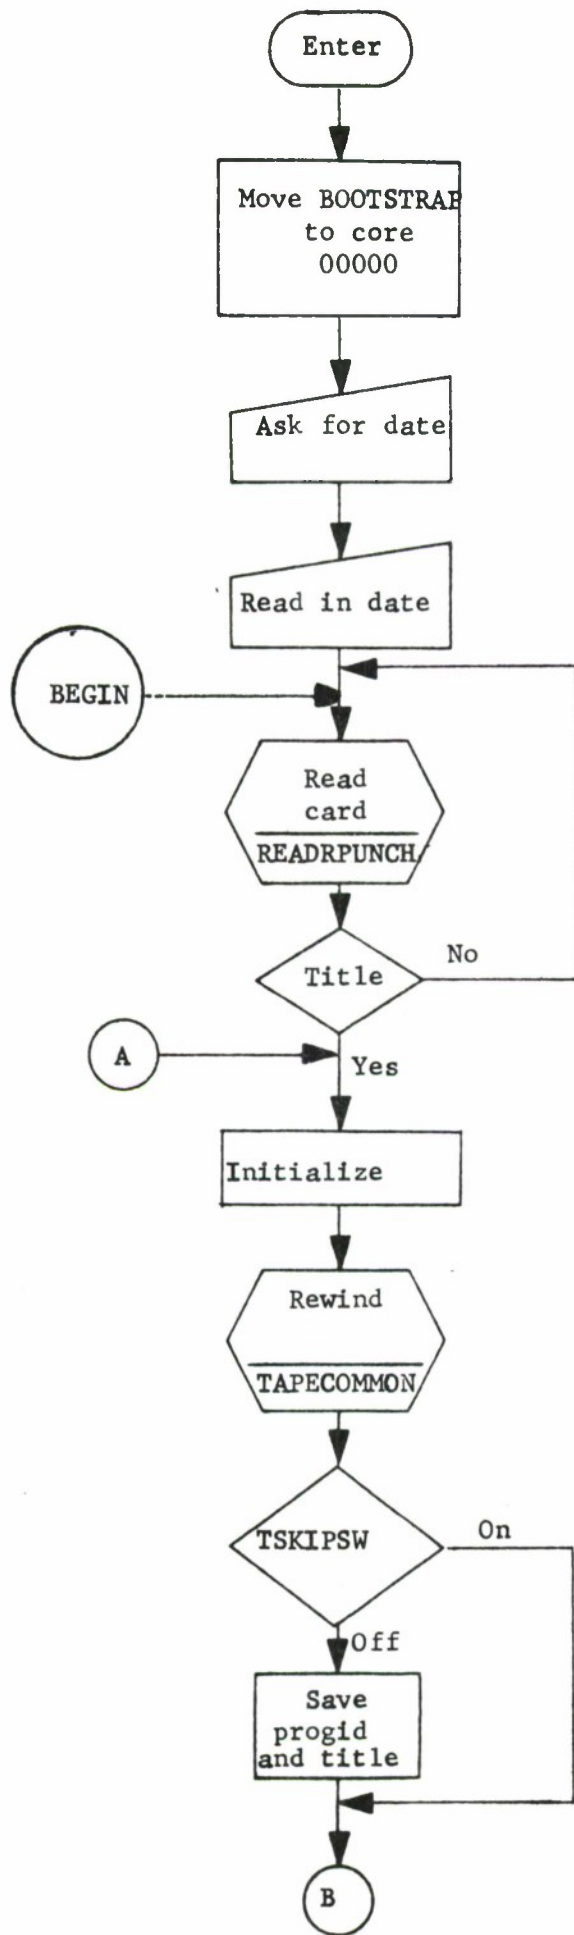 Enter
Move BOOTSTRAP
to core
00000
Ask for date
Read in date
BEGIN
Read
card
READRPUNCH
Title
No
A
Yes
Initialize
Rewind
TAPECOMMON
TSKIPSW
On
Off
Save
progid
and title
B